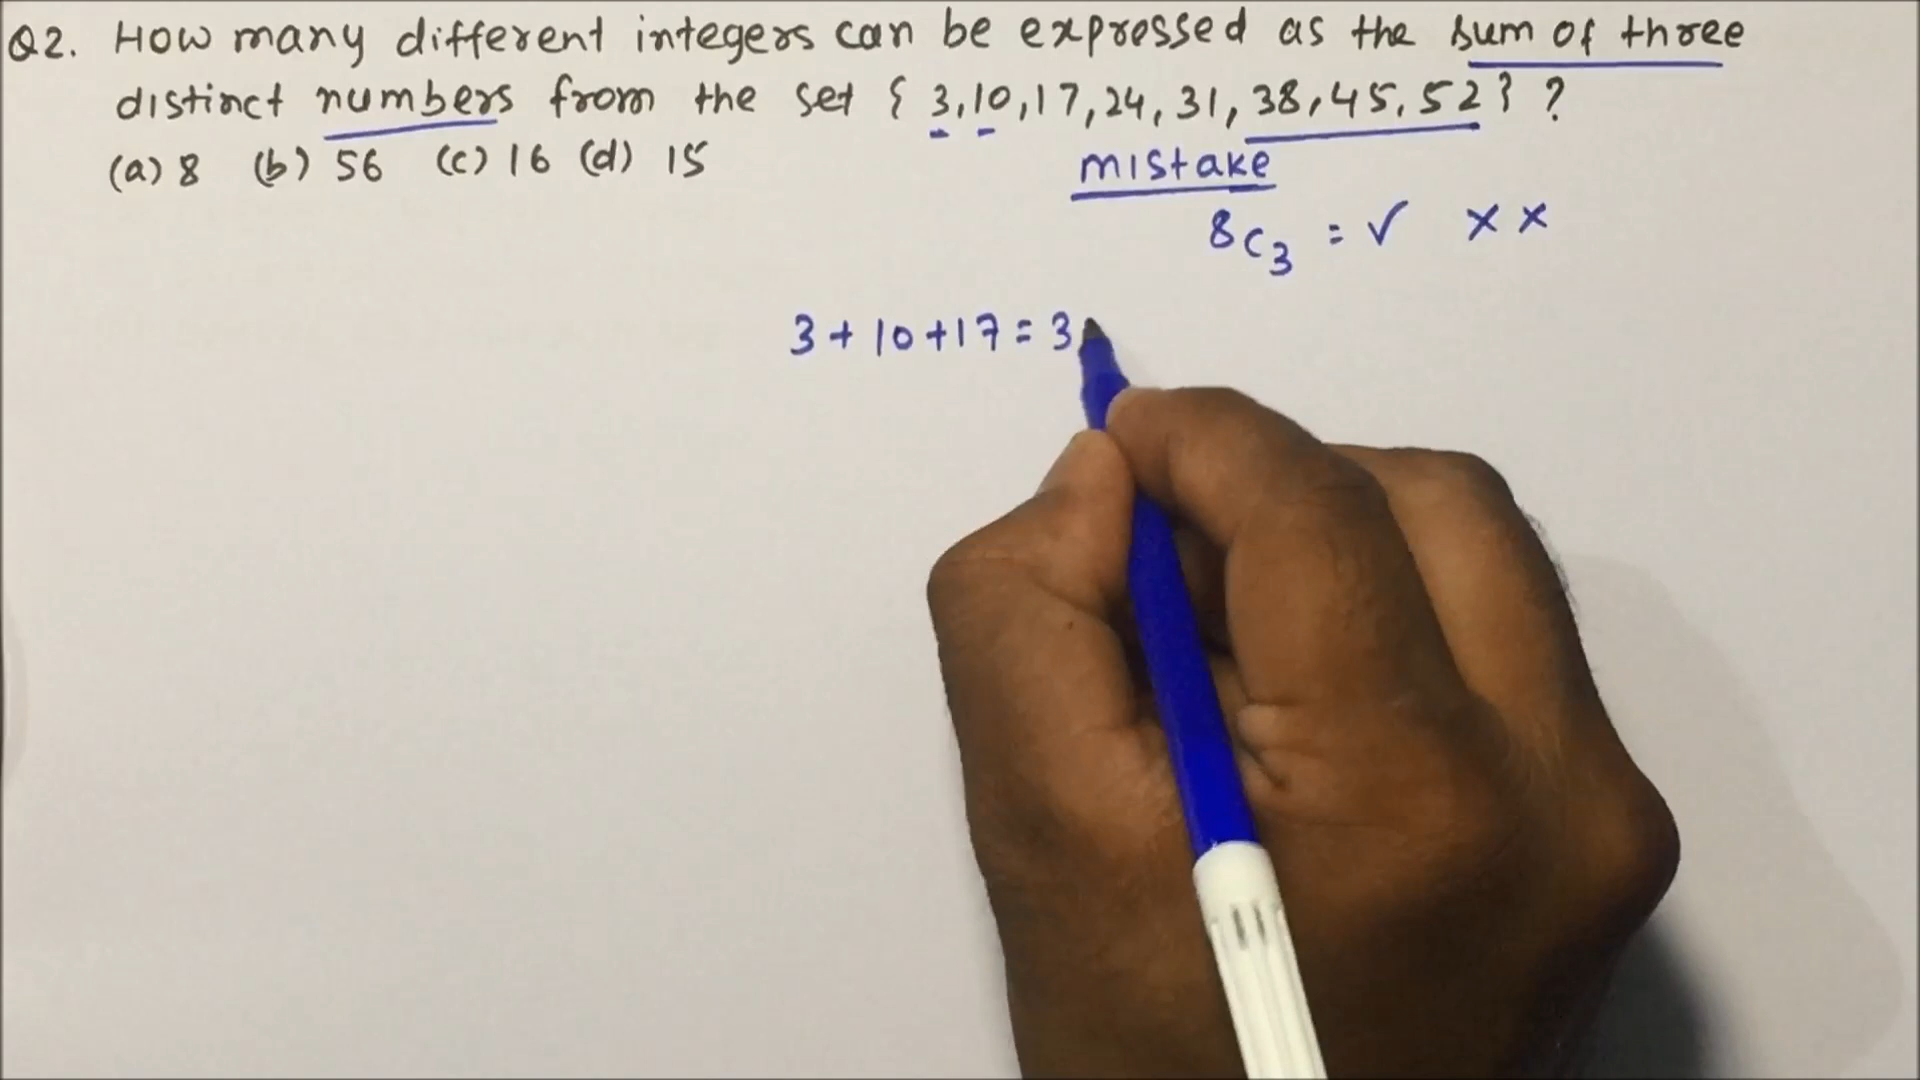 Q2. How many different integers can be expressed as the sum of three
distinct numbers from the set { 3,10,17,24,31,38,45,52} ?
(a) 8 (b) 56 (c) 16 (d) 15
mistake
8C3 = ✓ × ×
3 + 10 + 17 = 3